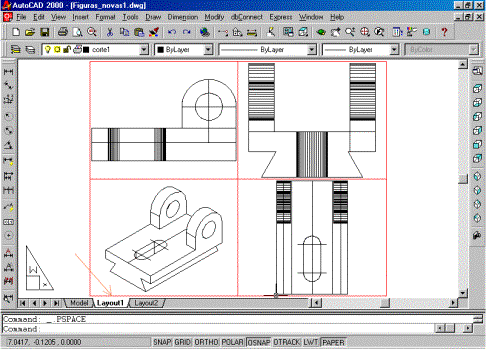 AutoCAD 2000 - [Figuras_novas1.dwg]
File Edit View Insert Format Tools Draw Dimension Modify dbConnect Express Window Help
corte1 ByLayer ByLayer ByLayer ByColor
W
Model Layout1 Layout2
Command: _.PSPACE
Command:
7.0417, -0.1205, 0.0000 SNAP GRID ORTHO POLAR OSNAP OTRACK LWT PAPER